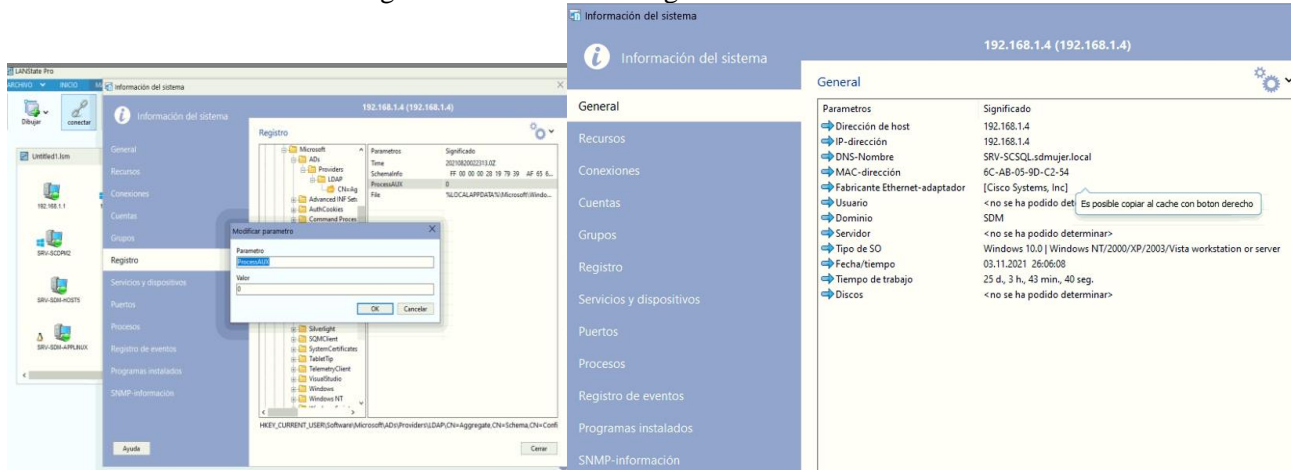 LANState Pro
ARCHIVO INICIO
Dibujar conectar
Untitled1.lsm
192.168.1.1
SRV-SCDPM2
SRV-SDM-HOST5
SRV-SDM-APPLINUX
Información del sistema
192.168.1.4 (192.168.1.4)
Información del sistema
General
Recursos
Conexiones
Cuentas
Grupos
Registro
Servicios y dispositivos
Puertos
Procesos
Registro de eventos
Programas instalados
SNMP-información
Ayuda
Registro
Microsoft
ADs
Providers
LDAP
CN=Ag
Advanced INF Set
AuthCookies
Command Proces
Silverlight
SQMClient
SystemCertificates
TabletTip
TelemetryClient
VisualStudio
Windows
Windows NT
Parametros Significado
Time 20210820022313.0Z
SchemaInfo FF 00 00 00 28 19 79 39 AF 65 6...
ProcessAUX 0
File %LOCALAPPDATA%\Microsoft\Windo...
Modificar parametro
Parametro
ProcessAUX
Valor
0
OK Cancelar
HKEY_CURRENT_USER\Software\Microsoft\ADs\Providers\LDAP\CN=Aggregate,CN=Schema,CN=Confi
Cerrar
Información del sistema
192.168.1.4 (192.168.1.4)
Información del sistema
General
Recursos
Conexiones
Cuentas
Grupos
Registro
Servicios y dispositivos
Puertos
Procesos
Registro de eventos
Programas instalados
SNMP-información
General
Parametros Significado
Dirección de host 192.168.1.4
IP-dirección 192.168.1.4
DNS-Nombre SRV-SCSQL.sdmujer.local
MAC-dirección 6C-AB-05-9D-C2-54
Fabricante Ethernet-adaptador [Cisco Systems, Inc]
Usuario <no se ha podido det
Es posible copiar al cache con boton derecho
Dominio SDM
Servidor <no se ha podido determinar>
Tipo de SO Windows 10.0 | Windows NT/2000/XP/2003/Vista workstation or server
Fecha/tiempo 03.11.2021 26:06:08
Tiempo de trabajo 25 d., 3 h., 43 min., 40 seg.
Discos <no se ha podido determinar>